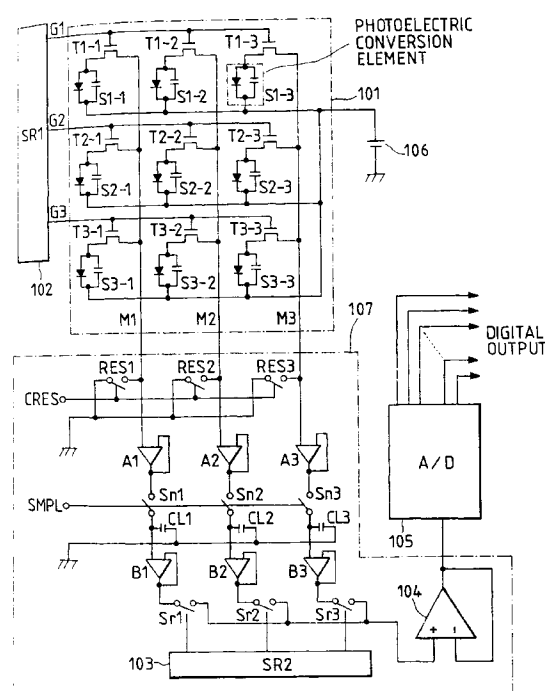 PHOTOELECTRIC
CONVERSION
ELEMENT
G1
T1-1
T1-2
T1-3
S1-1
S1-2
S1-3
101
G2
SR1
T2-1
T2-2
T2-3
106
S2-1
S2-2
S2-3
G3
T3-1
T3-2
T3-3
102
S3-1
S3-2
S3-3
M1
M2
M3
107
DIGITAL
OUTPUT
RES1
RES2
RES3
CRES
A1
A2
A3
A/D
Sn1
Sn2
Sn3
SMPL
CL1
CL2
CL3
105
B1
B2
B3
104
Sr1
Sr2
Sr3
+
-
103
SR2